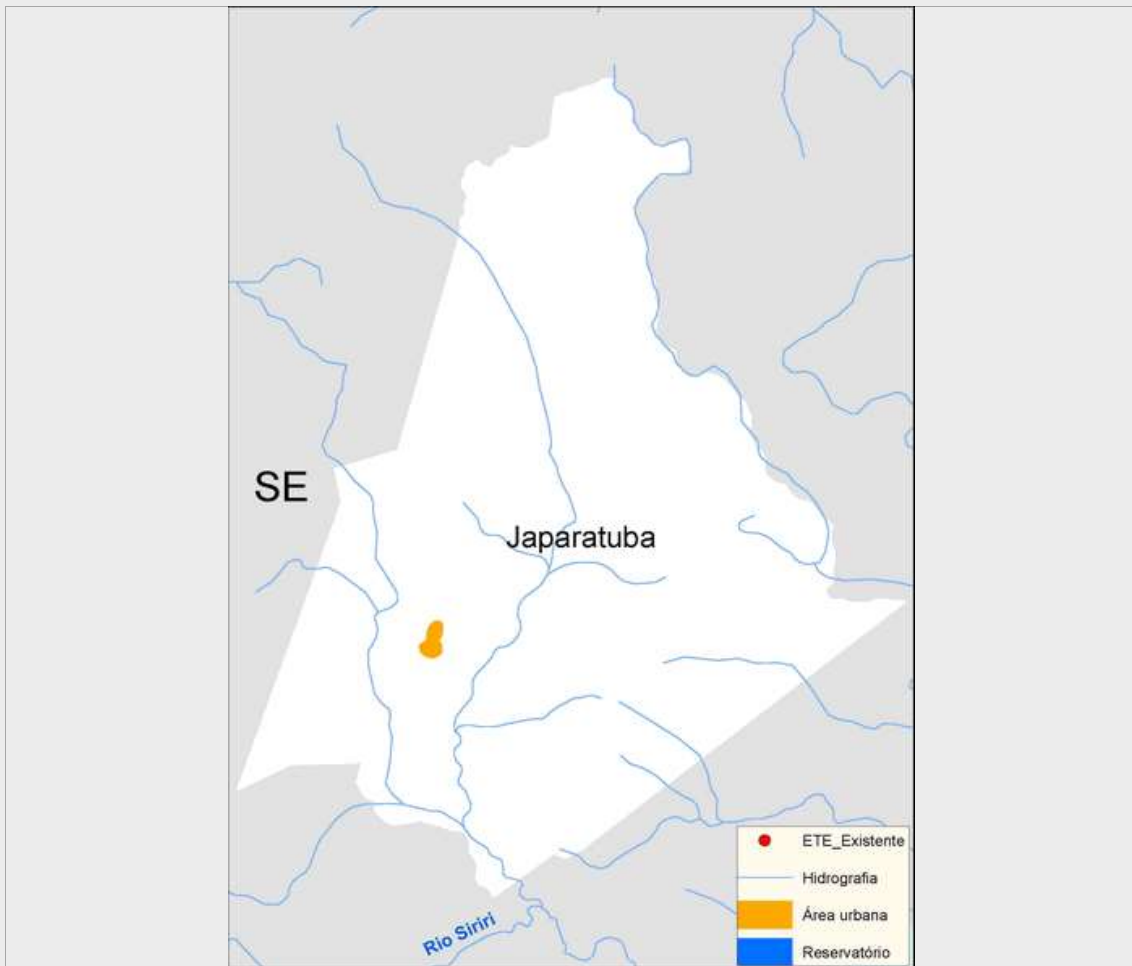 SE
Japaratuba
Rio Siriri
ETE_Existente
Hidrografia
Área urbana
Reservatório